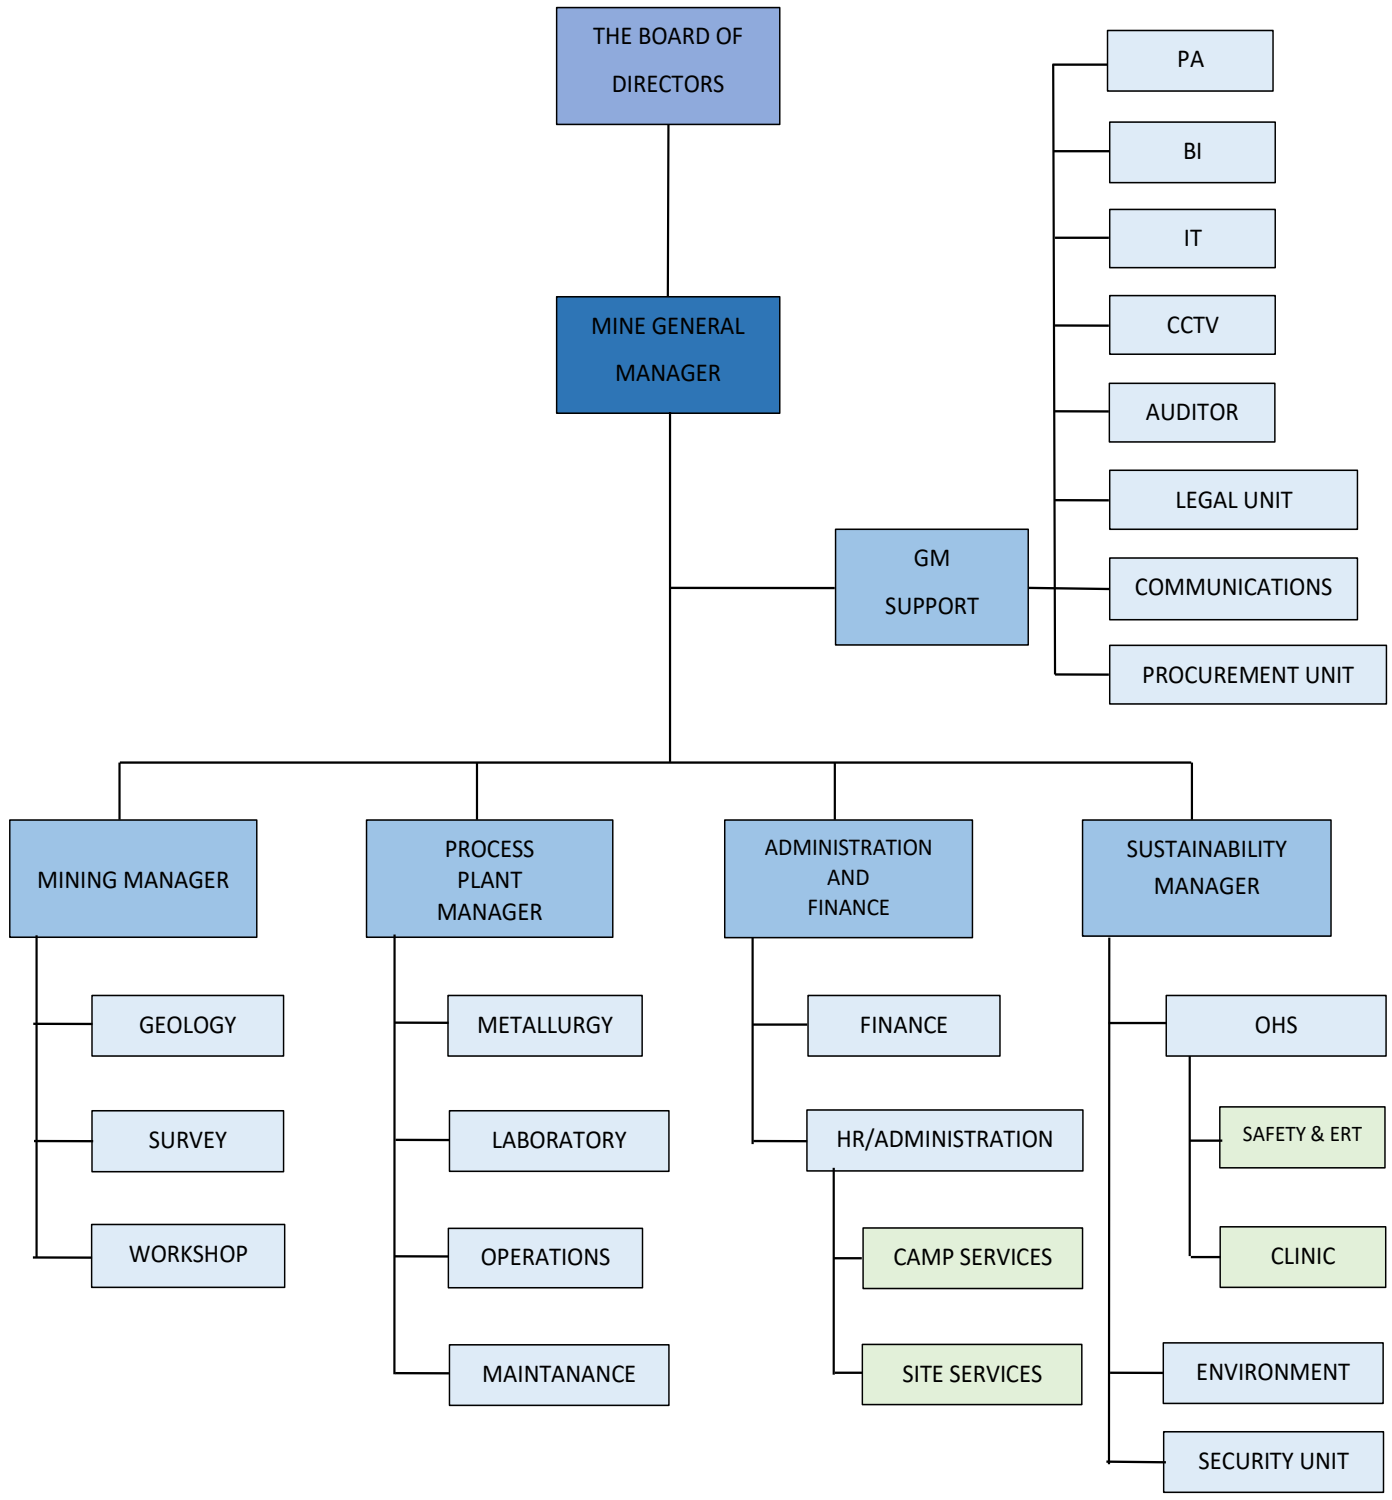 THE BOARD OF
DIRECTORS
PA
BI
IT
CCTV
AUDITOR
LEGAL UNIT
COMMUNICATIONS
PROCUREMENT UNIT
MINE GENERAL
MANAGER
GM
SUPPORT
MINING MANAGER
GEOLOGY
SURVEY
WORKSHOP
PROCESS
PLANT
MANAGER
METALLURGY
LABORATORY
OPERATIONS
MAINTANANCE
ADMINISTRATION
AND
FINANCE
FINANCE
HR/ADMINISTRATION
CAMP SERVICES
SITE SERVICES
SUSTAINABILITY
MANAGER
OHS
SAFETY & ERT
CLINIC
ENVIRONMENT
SECURITY UNIT